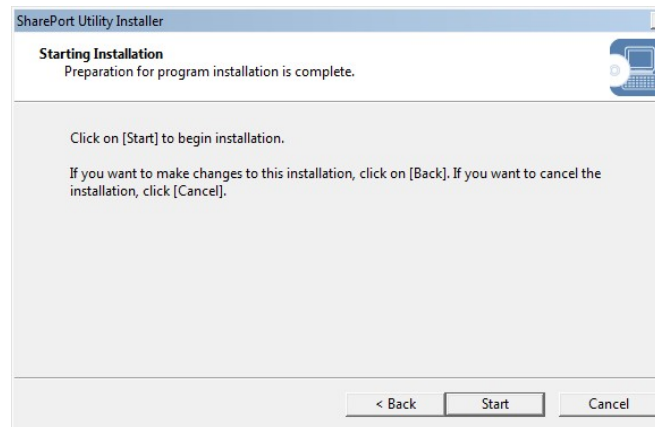 SharePort Utility Installer
Starting Installation
Preparation for program installation is complete.
Click on [Start] to begin installation.
If you want to make changes to this installation, click on [Back]. If you want to cancel the
installation, click [Cancel].
< Back Start Cancel